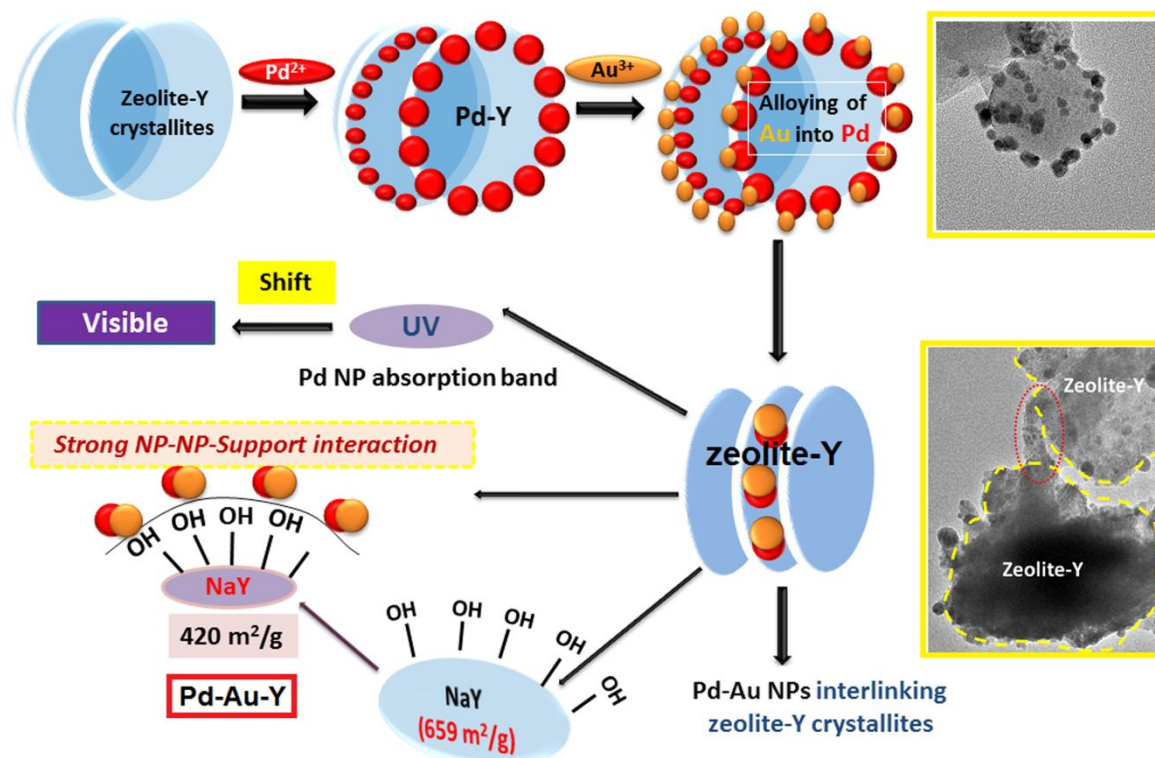 Zeolite-Y
crystallites
Pd2+
Pd-Y
Au3+
Alloying of
Au into Pd
Shift
Visible
UV
Pd NP absorption band
Strong NP-NP-Support interaction
OH
OH
OH
OH
NaY
420 m²/g
Pd-Au-Y
OH
OH
OH
OH
OH
NaY
(659 m²/g)
zeolite-Y
Pd-Au NPs interlinking
zeolite-Y crystallites
Zeolite-Y
Zeolite-Y